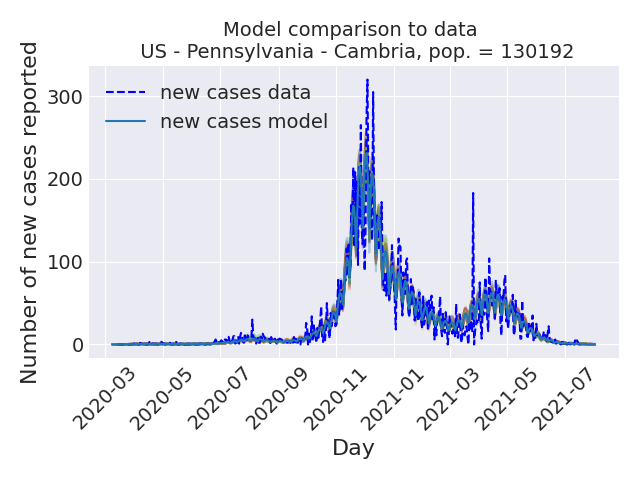 Model comparison to data
US - Pennsylvania - Cambria, pop. = 130192
Number of new cases reported
300
200
100
0
new cases data
new cases model
2020-03
2020-05
2020-07
2020-09
2020-11
2021-01
2021-03
2021-05
2021-07
Day